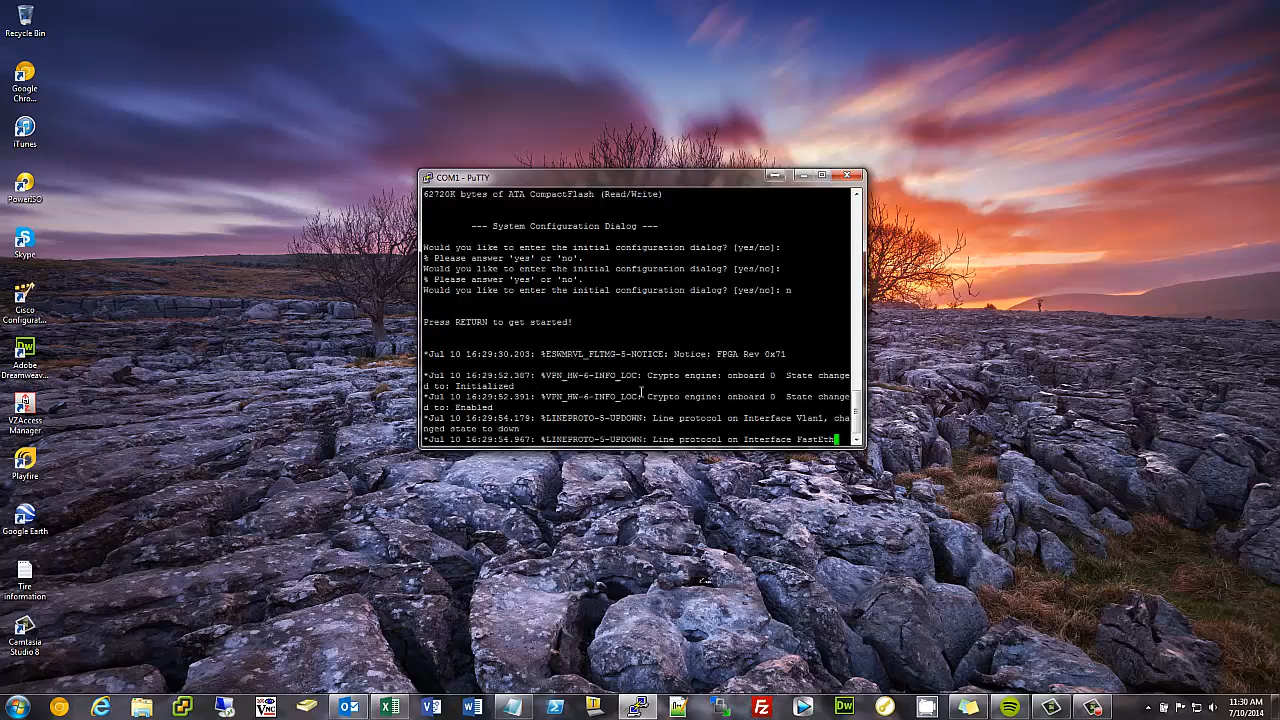 Recycle Bin
Google
Chro...
iTunes
PowerISO
Skype
Cisco
Configurat...
Adobe
Dreamweav...
VZAccess
Manager
Playfire
Google Earth
Tire
information
Camtasia
Studio 8
COM1 - PuTTY
62720K bytes of ATA CompactFlash (Read/Write)
--- System Configuration Dialog ---
Would you like to enter the initial configuration dialog? [yes/no]:
% Please answer 'yes' or 'no'.
Would you like to enter the initial configuration dialog? [yes/no]:
% Please answer 'yes' or 'no'.
Would you like to enter the initial configuration dialog? [yes/no]: n
Press RETURN to get started!
*Jul 10 16:29:30.203: %ESWMRVL_FLTMG-5-NOTICE: Notice: FPGA Rev 0x71
*Jul 10 16:29:52.387: %VPN_HW-6-INFO_LOC: Crypto engine: onboard 0  State change
d to: Initialized
*Jul 10 16:29:52.391: %VPN_HW-6-INFO_LOC: Crypto engine: onboard 0  State change
d to: Enabled
*Jul 10 16:29:54.179: %LINEPROTO-5-UPDOWN: Line protocol on Interface Vlan1, cha
nged state to down
*Jul 10 16:29:54.967: %LINEPROTO-5-UPDOWN: Line protocol on Interface FastEth
11:30 AM
7/10/2014